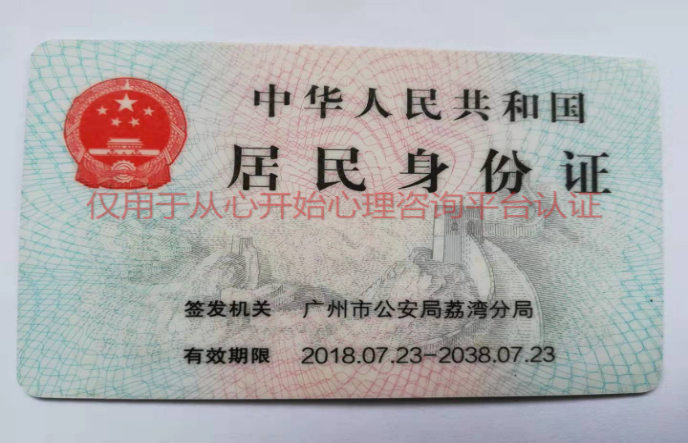 中华人民共和国
居民身份证
仅用于从心开始心理咨询平台认证
签发机关 广州市公安局荔湾分局
有效期限 2018.07.23-2038.07.23